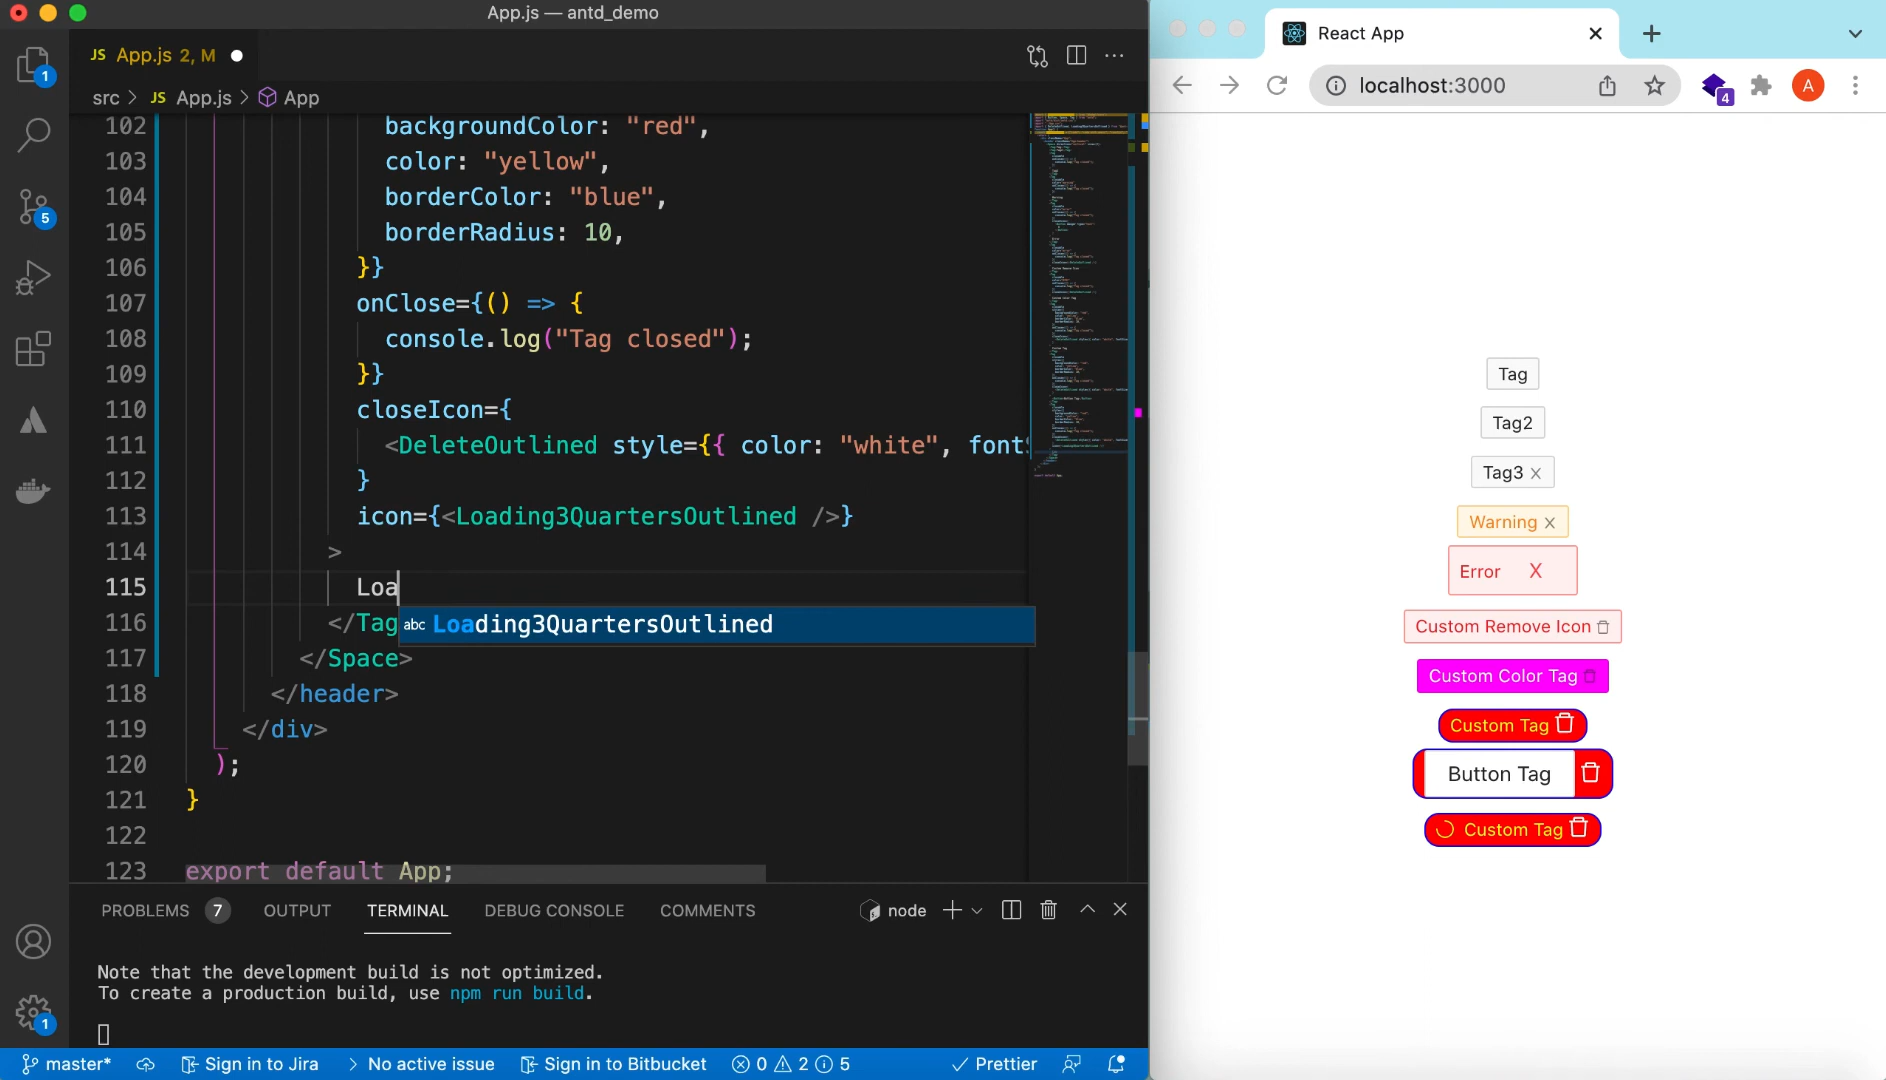 App.js — antd_demo
JS App.js 2, M
src > JS App.js > App
102 backgroundColor: "red",
103 color: "yellow",
104 borderColor: "blue",
105 borderRadius: 10,
106 }}
107 onClose={() => {
108 console.log("Tag closed");
109 }}
110 closeIcon={
111 <DeleteOutlined style={{ color: "white", font
112 }
113 icon={<Loading3QuartersOutlined />}
114 >
115 Loa
116 </Tag
abc Loading3QuartersOutlined
117 </Space>
118 </header>
119 </div>
120 );
121 }
122
123 export default App;
PROBLEMS 7 OUTPUT TERMINAL DEBUG CONSOLE COMMENTS node
Note that the development build is not optimized.
To create a production build, use npm run build.
master* Sign in to Jira > No active issue Sign in to Bitbucket 0 2 5 Prettier
1
5
1
React App
localhost:3000
4
A
Tag
Tag2
Tag3
Warning
Error X
Custom Remove Icon
Custom Color Tag
Custom Tag
Button Tag
Custom Tag